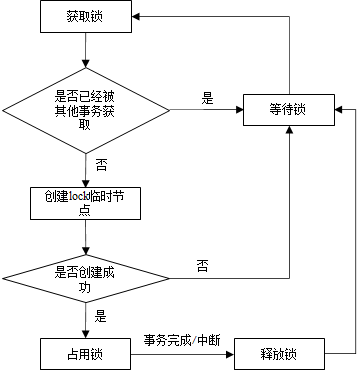 获取锁
是否已经被
其他事务获
取
是
等待锁
否
创建lock临时节
点
是否创建成
功
否
是
占用锁
事务完成/中断
释放锁